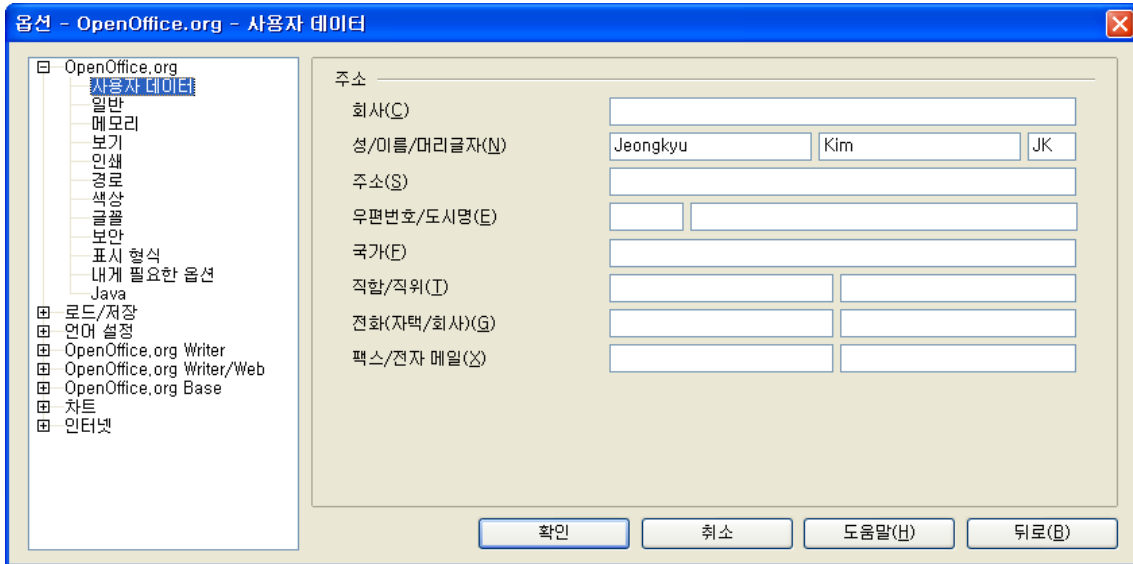 옵션 - OpenOffice.org - 사용자 데이터
OpenOffice.org
사용자 데이터
일반
메모리
보기
인쇄
경로
색상
글꼴
보안
표시 형식
내게 필요한 옵션
Java
로드/저장
언어 설정
OpenOffice.org Writer
OpenOffice.org Writer/Web
OpenOffice.org Base
차트
인터넷
주소
회사(C)
성/이름/머리글자(N) Jeongkyu Kim JK
주소(S)
우편번호/도시명(E)
국가(F)
직함/직위(T)
전화(자택/회사)(G)
팩스/전자 메일(X)
확인 취소 도움말(H) 뒤로(B)